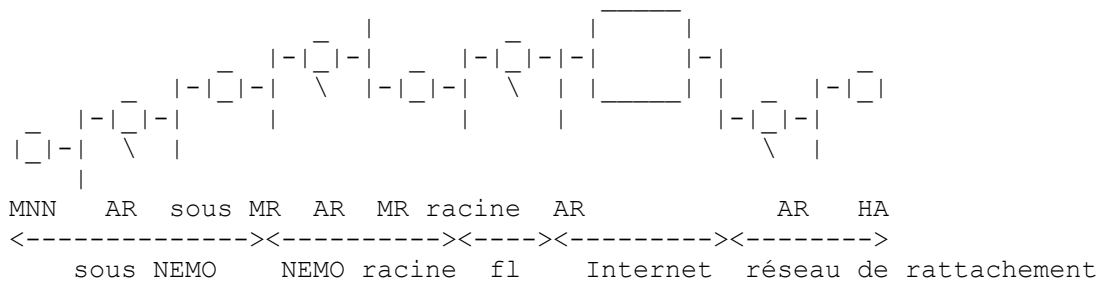 MNN AR sous MR AR MR racine AR AR HA
<--------------><----------><----><---------><-------->
sous NEMO NEMO racine fl Internet réseau de rattachement